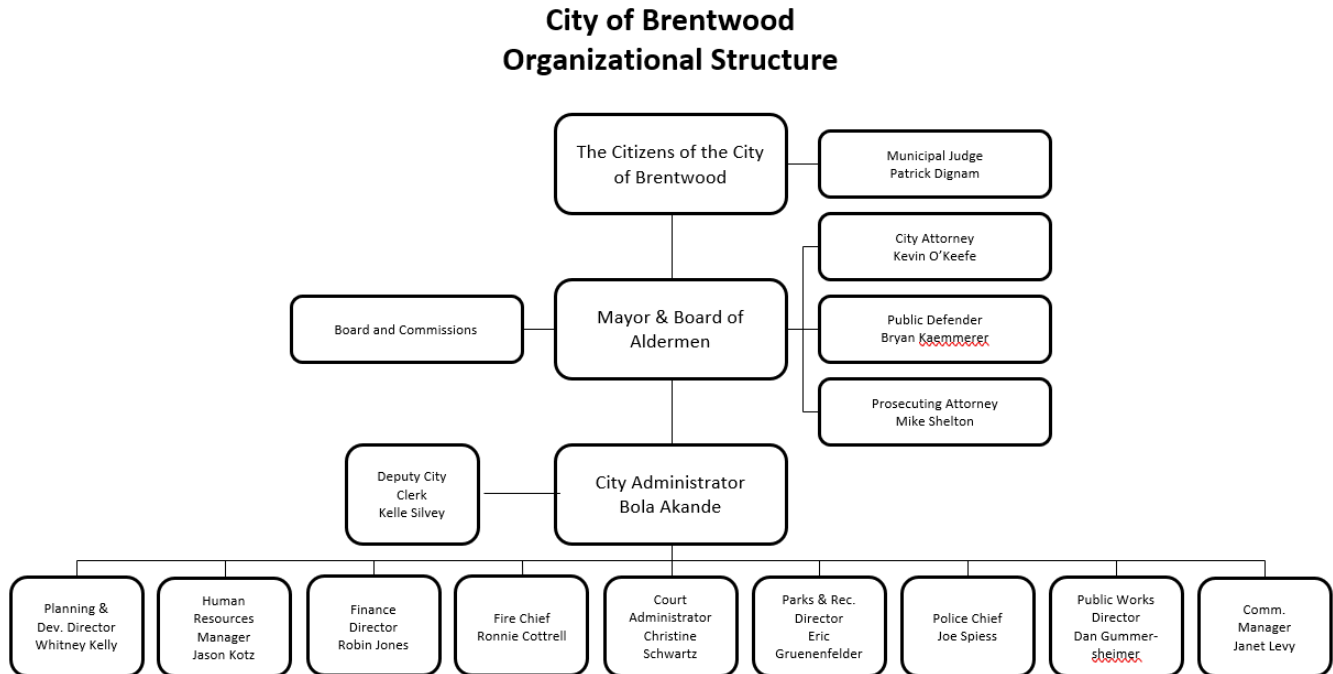 City of Brentwood
Organizational Structure
The Citizens of the City
of Brentwood
Municipal Judge
Patrick Dignam
City Attorney
Kevin O’Keefe
Board and Commissions
Mayor & Board of
Aldermen
Public Defender
Bryan Kaemmerer
Prosecuting Attorney
Mike Shelton
Deputy City
Clerk
Kelle Silvey
City Administrator
Bola Akande
Planning &
Dev. Director
Whitney Kelly
Human
Resources
Manager
Jason Kotz
Finance
Director
Robin Jones
Fire Chief
Ronnie Cottrell
Court
Administrator
Christine
Schwartz
Parks & Rec.
Director
Eric
Gruenenfelder
Police Chief
Joe Spiess
Public Works
Director
Dan Gummer-
sheimer
Comm.
Manager
Janet Levy